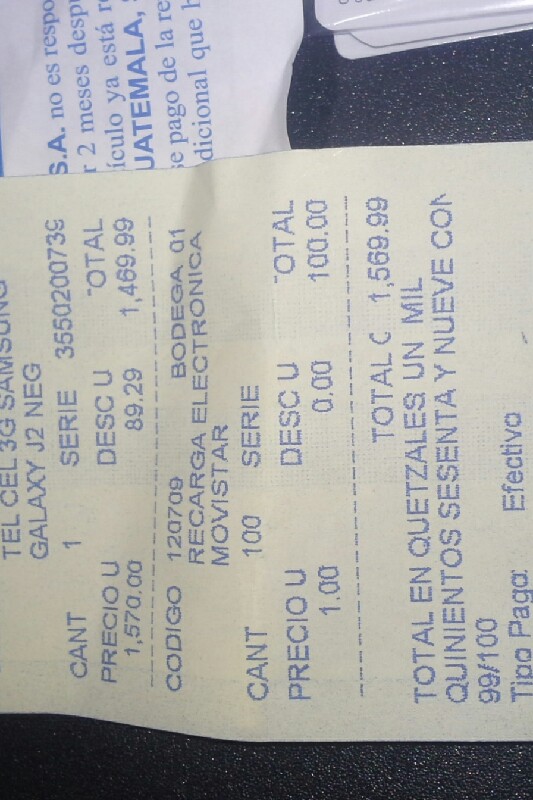 S.A. no es respo
r 2 meses despu
ículo ya está r
UATEMALA,
se pago de la re
dicional que h
TEL CEL 3G SAMSUNG
GALAXY J2 NEG
CANT 1 SERIE 3550200739
PRECIO U DESC U TOTAL
1,570.00 89.29 1,469.99
CODIGO 120709 BODEGA 01
RECARGA ELECTRONICA
MOVISTAR
CANT 100 SERIE
PRECIO U DESC U TOTAL
1.00 0.00 100.00
TOTAL Q 1,569.99
TOTAL EN QUETZALES, UN MIL
QUINIENTOS SESENTA Y NUEVE CON
99/100
Tipo Pago: Efectivo